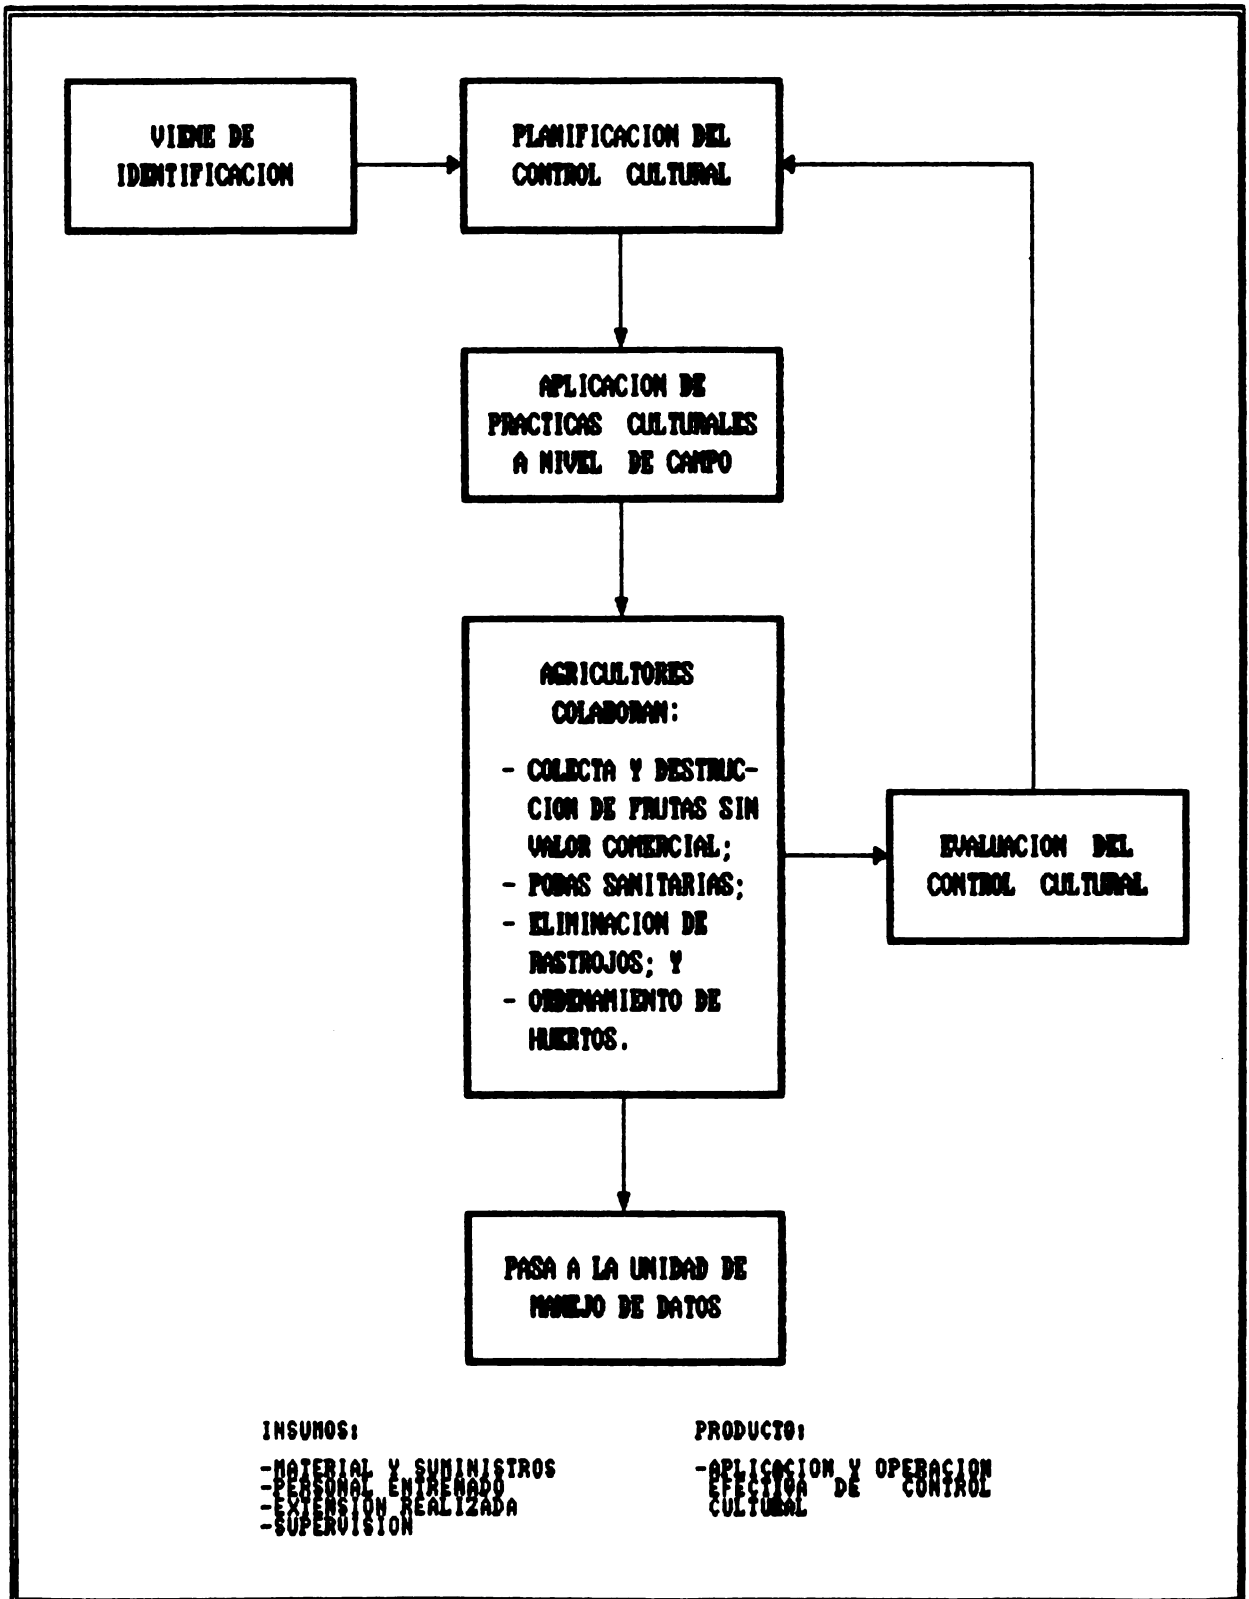 VIENE DE
IDENTIFICACION
PLANIFICACION DEL
CONTROL CULTURAL
APLICACION DE
PRACTICAS CULTURALES
A NIVEL DE CAMPO
AGRICULTORES
COLABORAN:
- COLECTA Y DESTRUC-
CION DE FRUTAS SIN
VALOR COMERCIAL;
- PODAS SANITARIAS;
- ELIMINACION DE
RASTROJOS; Y
- ORDENAMIENTO DE
HUERTOS.
EVALUACION DEL
CONTROL CULTURAL
PASA A LA UNIDAD DE
MANEJO DE DATOS
INSUMOS:
-MATERIAL Y SUMINISTROS
-PERSONAL ENTRENADO
-EXTENSION REALIZADA
-SUPERVISION
PRODUCTO:
-APLICACION Y OPERACION
EFECTIVA DE CONTROL
CULTURAL